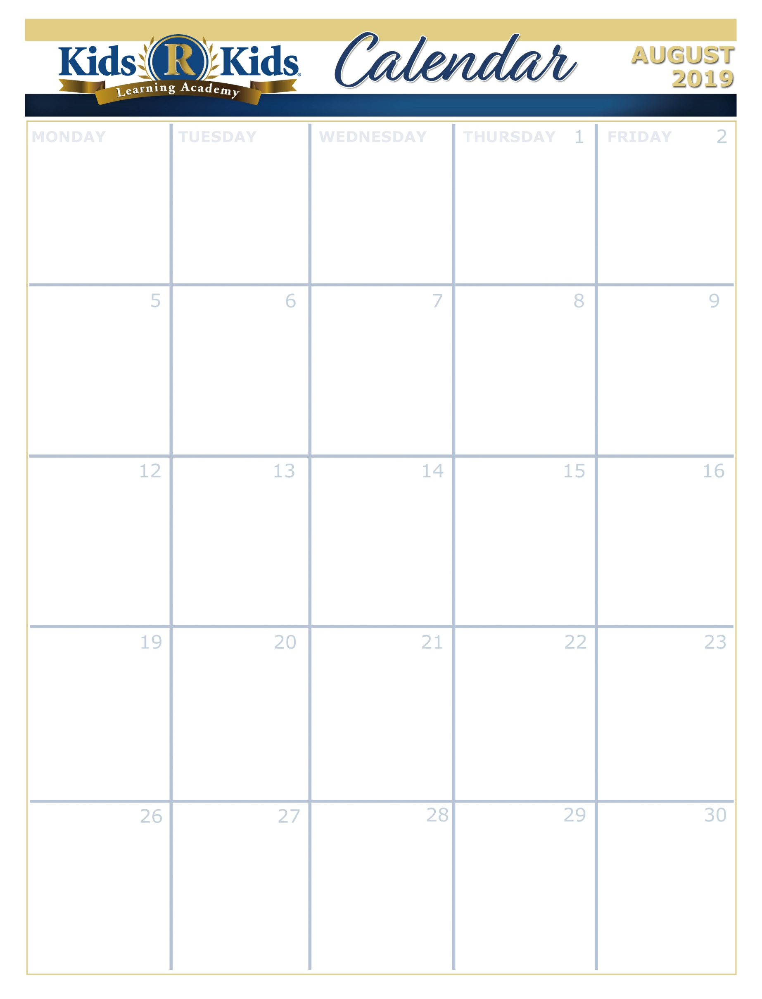 Kids R Kids®
Learning Academy
Calendar
AUGUST
2019
MONDAY TUESDAY WEDNESDAY THURSDAY 1 FRIDAY 2
5 6 7 8 9
12 13 14 15 16
19 20 21 22 23
26 27 28 29 30